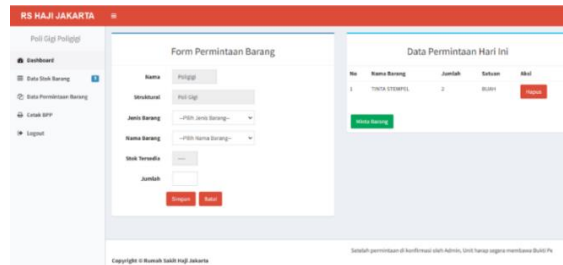 RS HAJI JAKARTA
Poli Gigi Poligigi
Dashboard
Data Stok Barang
Data Permintaan Barang
Cetak BPP
Logout
Form Permintaan Barang
Nama Poligigi
Struktural Poli Gigi
Jenis Barang --Pilih Jenis Barang--
Nama Barang --Pilih Nama Barang--
Stok Tersedia ----
Jumlah
Simpan Batal
Data Permintaan Hari Ini
No Nama Barang Jumlah Satuan Aksi
1 TINTA STEMPEL 2 BUAH Hapus
Minta Barang
Setelah permintaan di konfirmasi oleh Admin, Unit harap segera membawa Bukti Pe
Copyright © Rumah Sakit Haji Jakarta